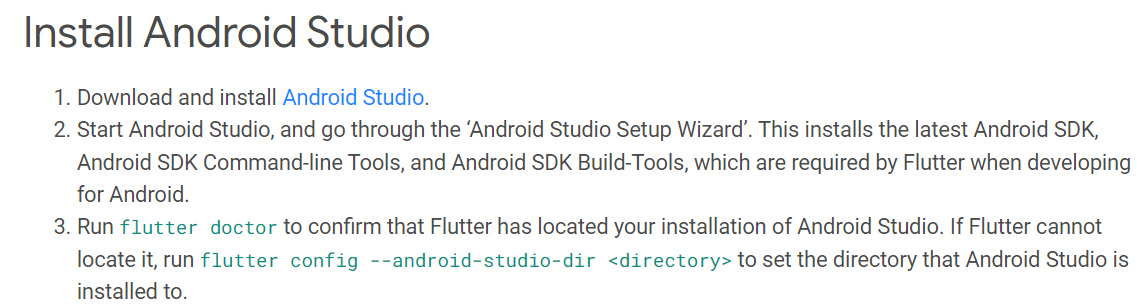 Install Android Studio
1. Download and install Android Studio.
2. Start Android Studio, and go through the ‘Android Studio Setup Wizard’. This installs the latest Android SDK,
Android SDK Command-line Tools, and Android SDK Build-Tools, which are required by Flutter when developing
for Android.
3. Run flutter doctor to confirm that Flutter has located your installation of Android Studio. If Flutter cannot
locate it, run flutter config --android-studio-dir <directory> to set the directory that Android Studio is
installed to.